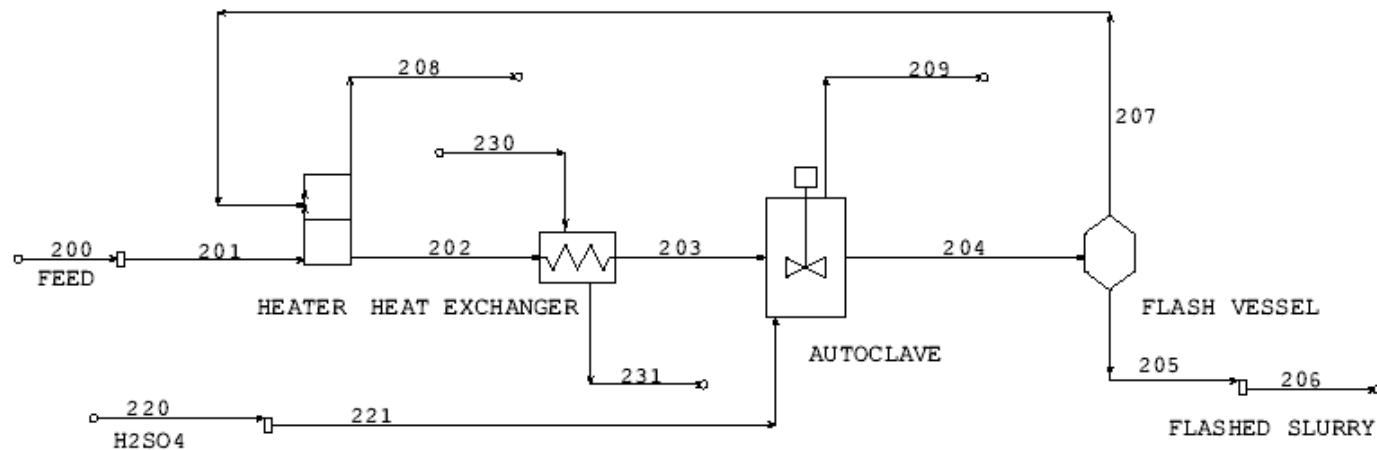 208
209
207
230
200
201
202
203
204
FEED
HEATER
HEAT EXCHANGER
FLASH VESSEL
AUTOCLAVE
205
231
206
220
221
H2SO4
FLASHED SLURRY